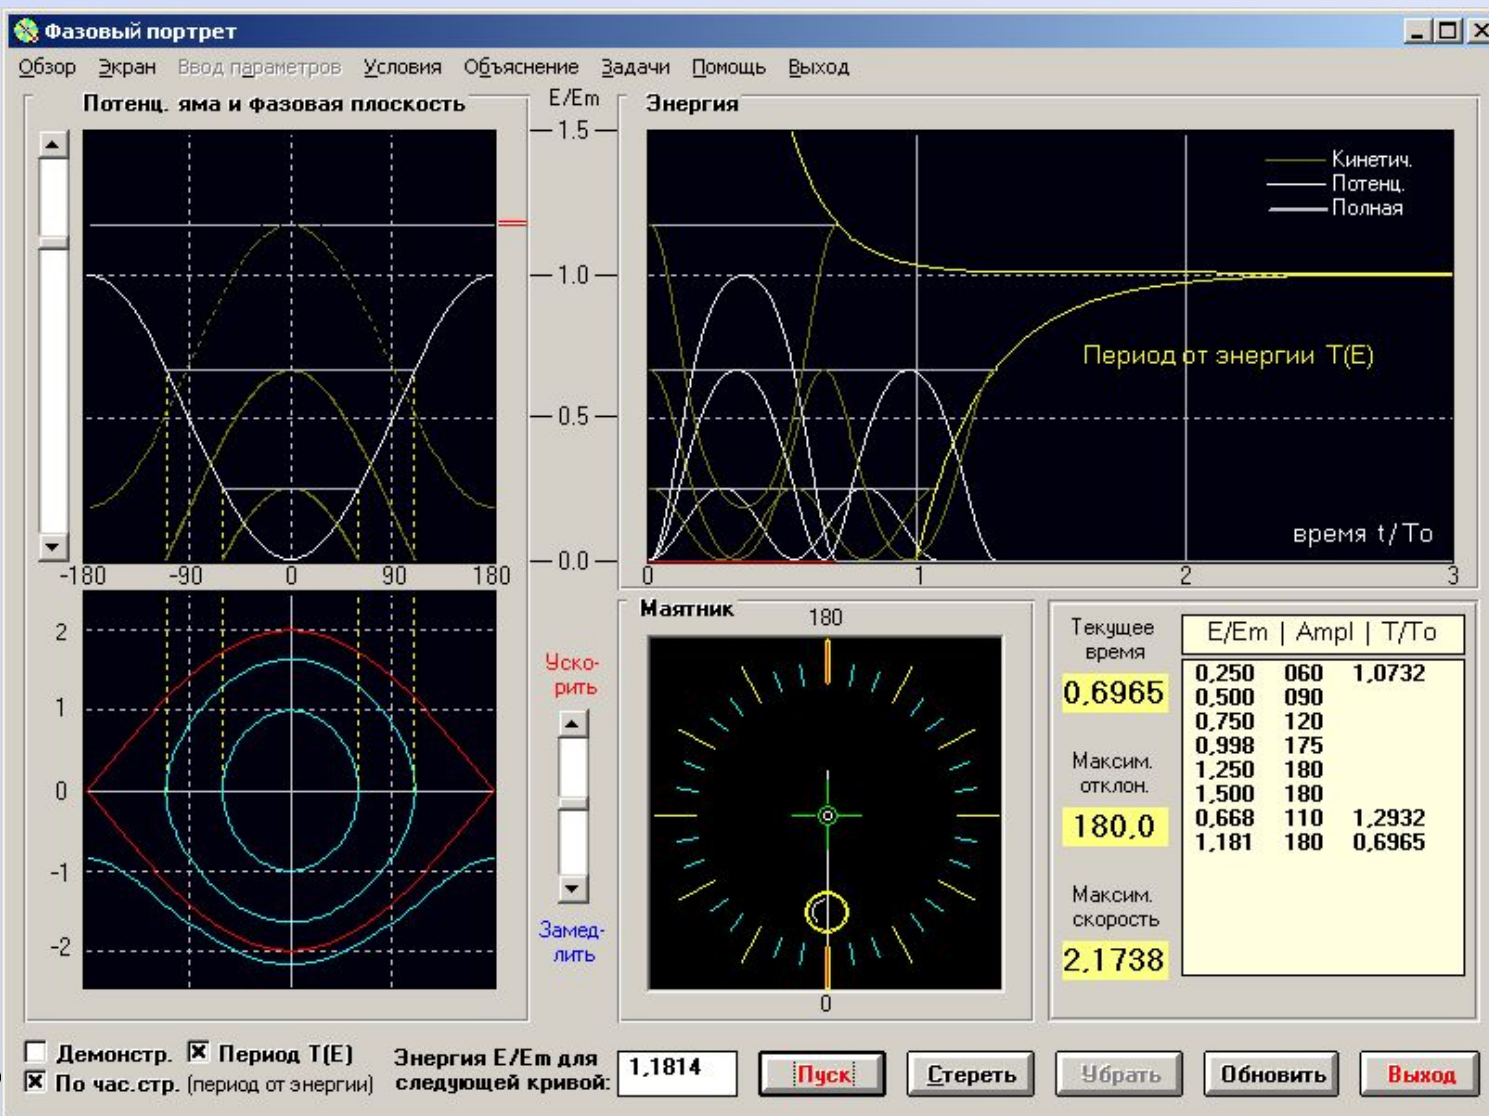 Фазовый портрет
Обзор Экран Ввод параметров Условия Объяснение Задачи Помощь Выход
Потенц. яма и фазовая плоскость
E/Em
1.5
1.0
0.5
0.0
-180 -90 0 90 180
2
1
0
-1
-2
Энергия
Кинетич.
Потенц.
Полная
Период от энергии T(E)
время t/To
0 1 2 3
Уско-
рить
Замед-
лить
Маятник
180
0
Текущее
время
0,6965
Максим.
отклон.
180,0
Максим.
скорость
2,1738
E/Em | Ampl | T/To
0,250 060 1,0732
0,500 090
0,750 120
0,998 175
1,250 180
1,500 180
0,668 110 1,2932
1,181 180 0,6965
Демонстр. Период T(E)
По час.стр. (период от энергии)
Энергия E/Em для
следующей кривой:
1,1814
Пуск Стереть Убрать Обновить Выход